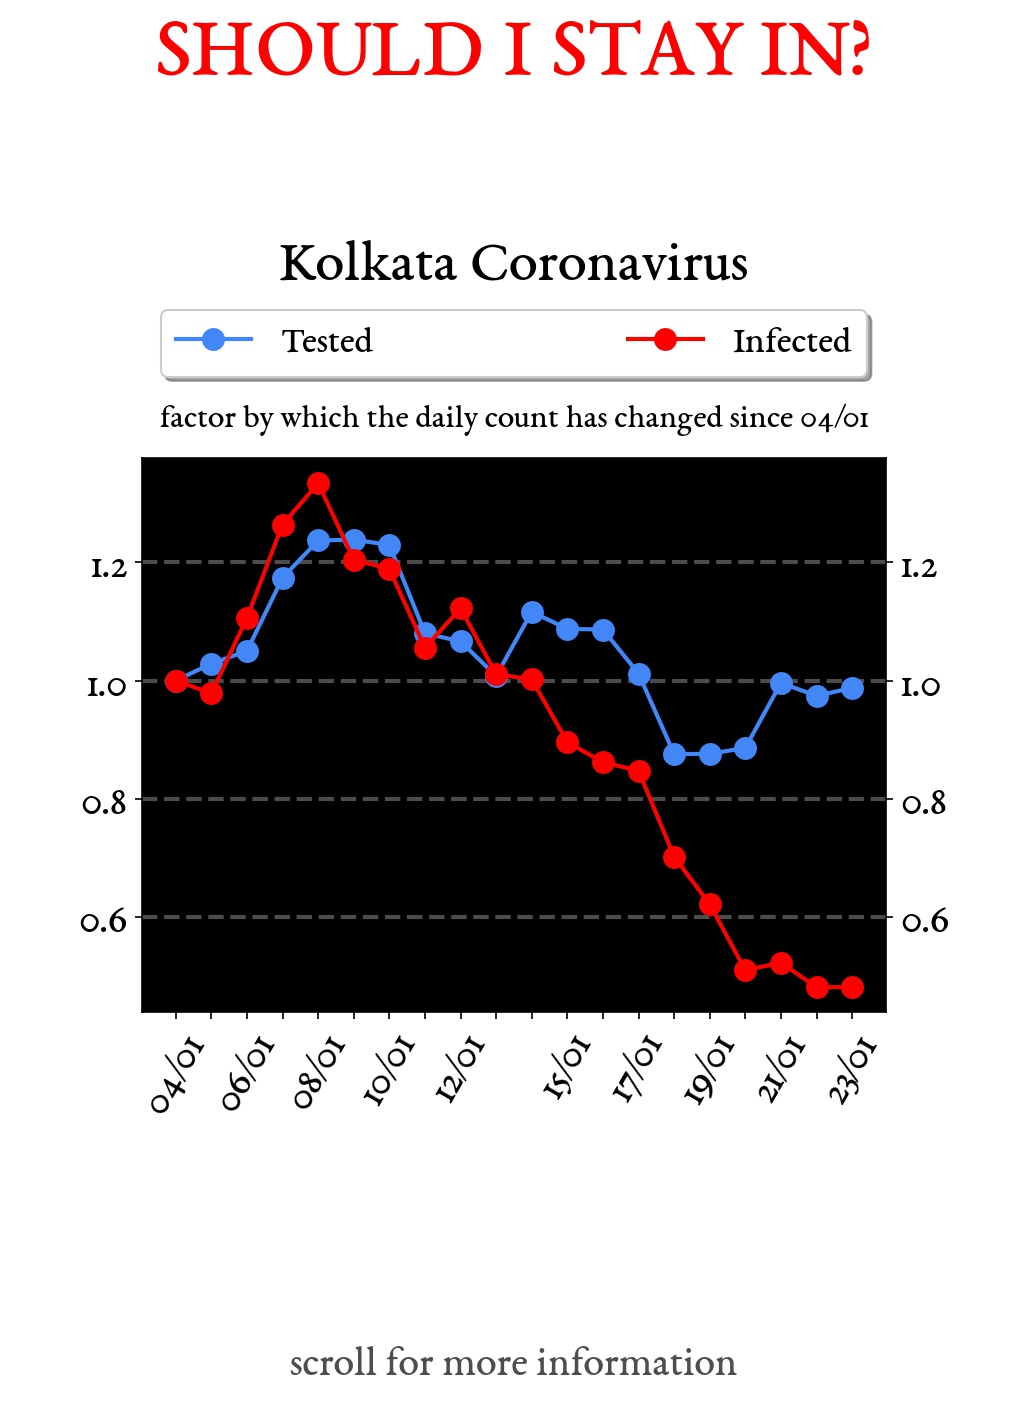 SHOULD I STAY IN?
Kolkata Coronavirus
Tested Infected
factor by which the daily count has changed since 04/01
1.2 1.2
1.0 1.0
0.8 0.8
0.6 0.6
04/01 06/01 08/01 10/01 12/01 15/01 17/01 19/01 21/01 23/01
scroll for more information